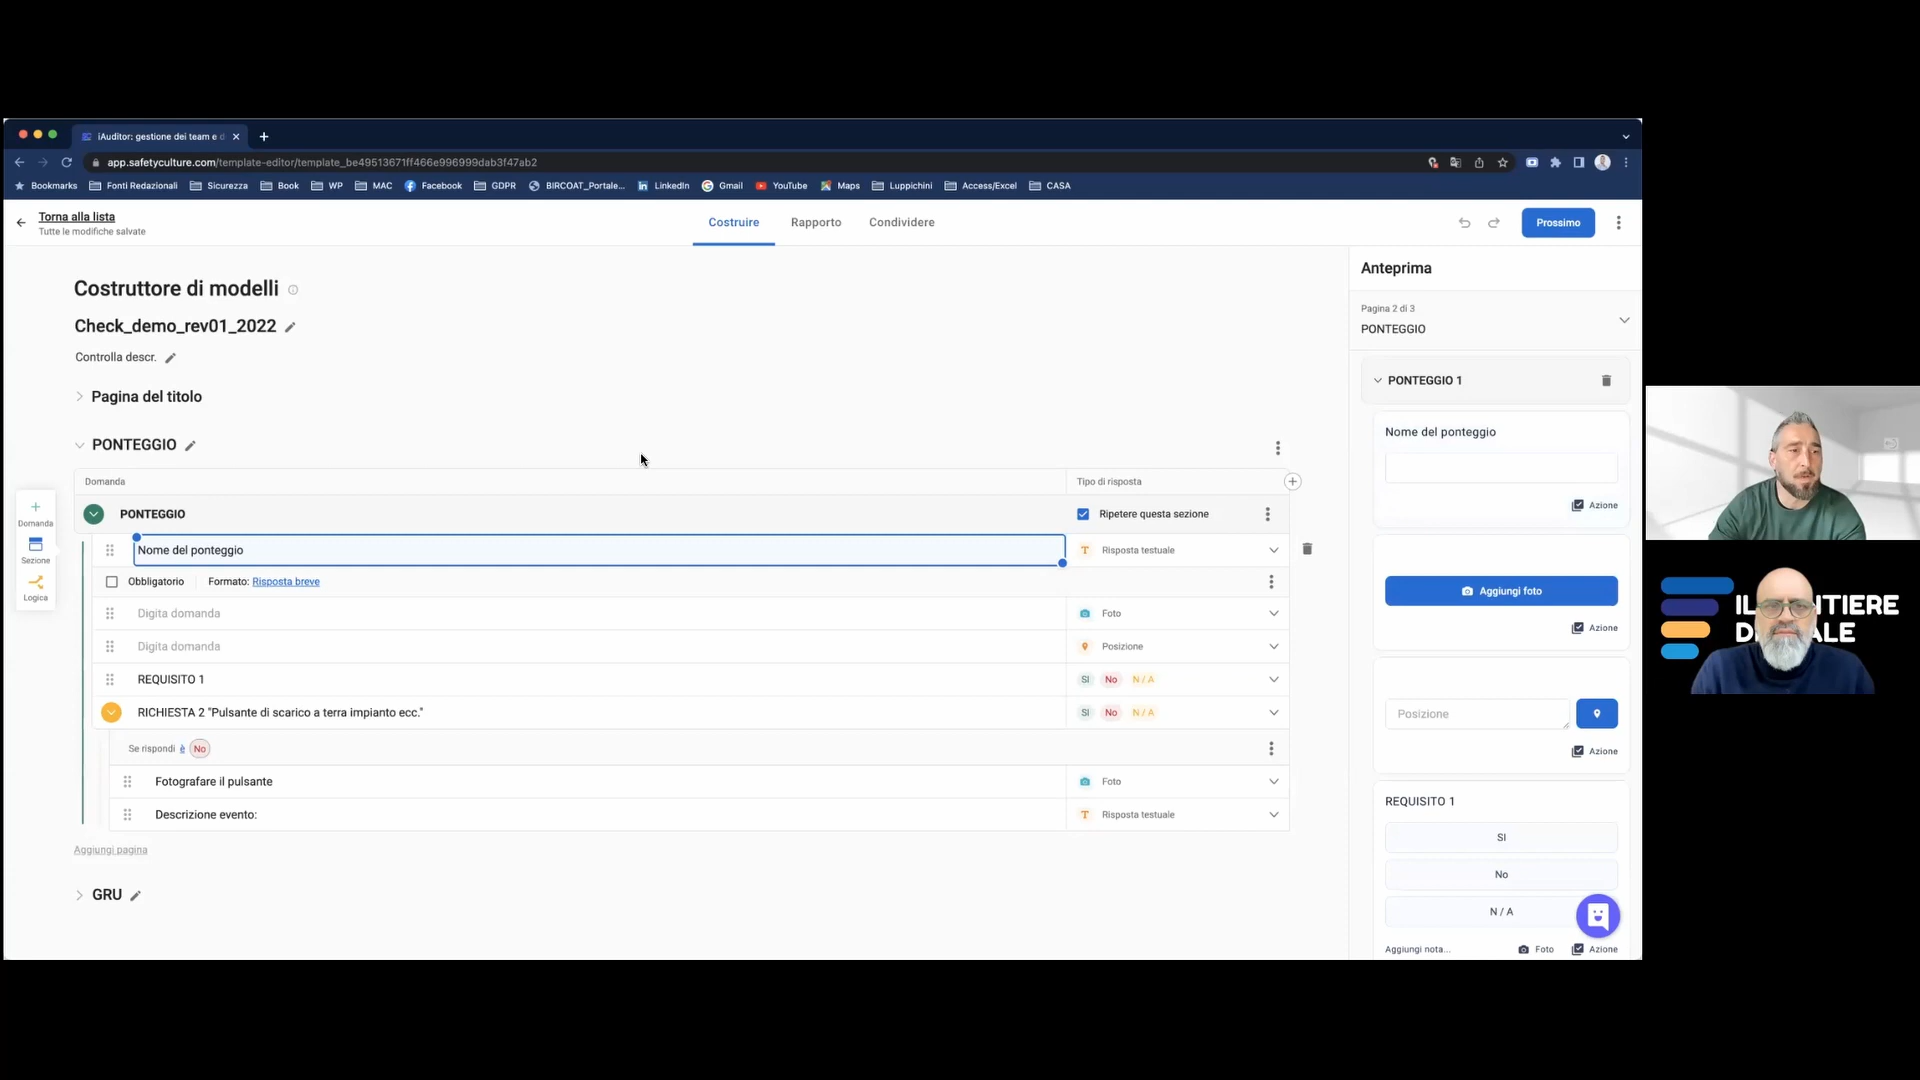 iAuditor: gestione dei team e d
app.safetyculture.com/template-editor/template_be49513671ff466e996999dab3f47ab2
Bookmarks Fonti Redazionali Sicurezza Book WP MAC Facebook GDPR BIRCOAT_Portale... LinkedIn Gmail YouTube Maps Luppichini Access/Excel CASA
Torna alla lista
Tutte le modifiche salvate
Costruire Rapporto Condividere
Prossimo
Costruttore di modelli
Check_demo_rev01_2022
Controlla descr.
Pagina del titolo
PONTEGGIO
Domanda Tipo di risposta
PONTEGGIO Ripetere questa sezione
Nome del ponteggio Risposta testuale
Obbligatorio Formato: Risposta breve
Digita domanda Foto
Digita domanda Posizione
REQUISITO 1 SI No N / A
RICHIESTA 2 "Pulsante di scarico a terra impianto ecc." SI No N / A
Se rispondi è No
Fotografare il pulsante Foto
Descrizione evento: Risposta testuale
Aggiungi pagina
GRU
Domanda
Sezione
Logica
Anteprima
Pagina 2 di 3
PONTEGGIO
PONTEGGIO 1
Nome del ponteggio
Azione
Aggiungi foto
Azione
Posizione
Azione
REQUISITO 1
SI
No
N / A
Aggiungi nota... Foto Azione